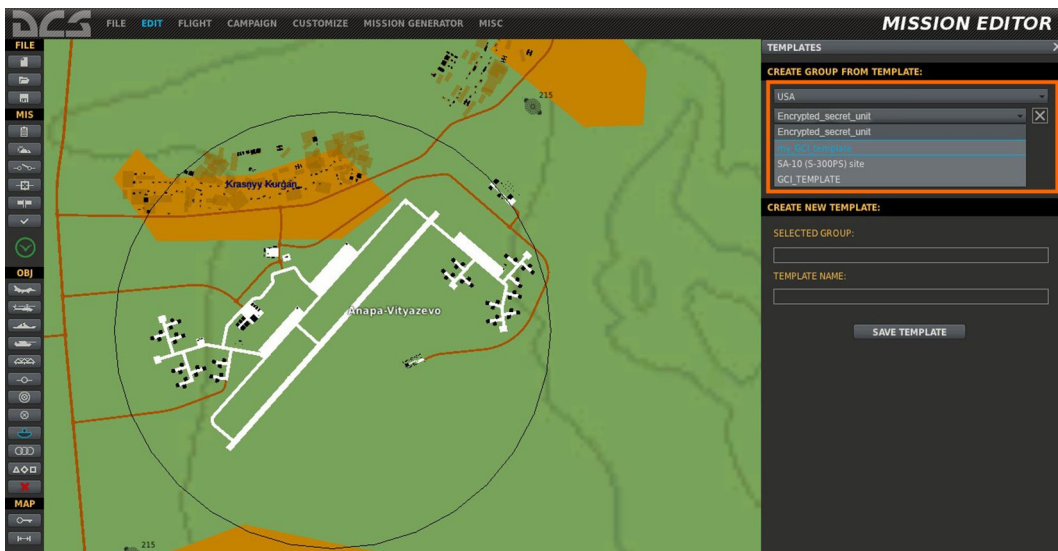 DCS FILE EDIT FLIGHT CAMPAIGN CUSTOMIZE MISSION GENERATOR MISC MISSION EDITOR
FILE
MIS
OBJ
MAP
215
Krasnyy Kurgan
Anapa-Vityazevo
215
TEMPLATES X
CREATE GROUP FROM TEMPLATE:
USA
Encrypted_secret_unit
Encrypted_secret_unit
my_GCI_template
SA-10 (S-300PS) site
GCI_TEMPLATE
CREATE NEW TEMPLATE:
SELECTED GROUP:
TEMPLATE NAME:
SAVE TEMPLATE